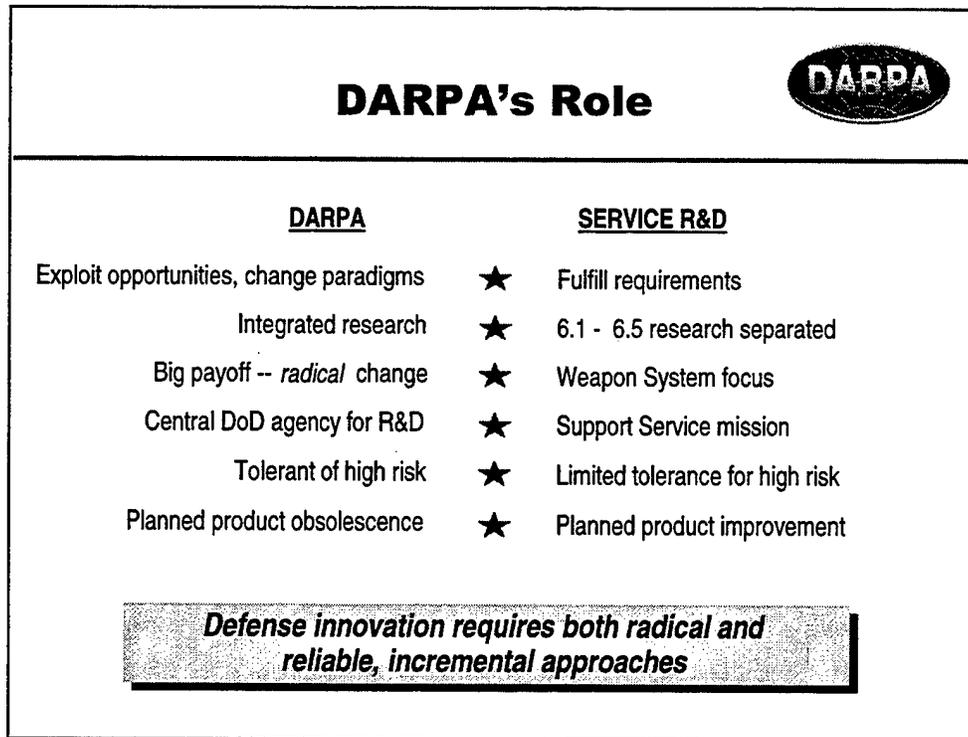 DARPA's Role
DARPA
DARPA
SERVICE R&D
Exploit opportunities, change paradigms ★ Fulfill requirements
Integrated research ★ 6.1 - 6.5 research separated
Big payoff -- radical change ★ Weapon System focus
Central DoD agency for R&D ★ Support Service mission
Tolerant of high risk ★ Limited tolerance for high risk
Planned product obsolescence ★ Planned product improvement
Defense innovation requires both radical and
reliable, incremental approaches